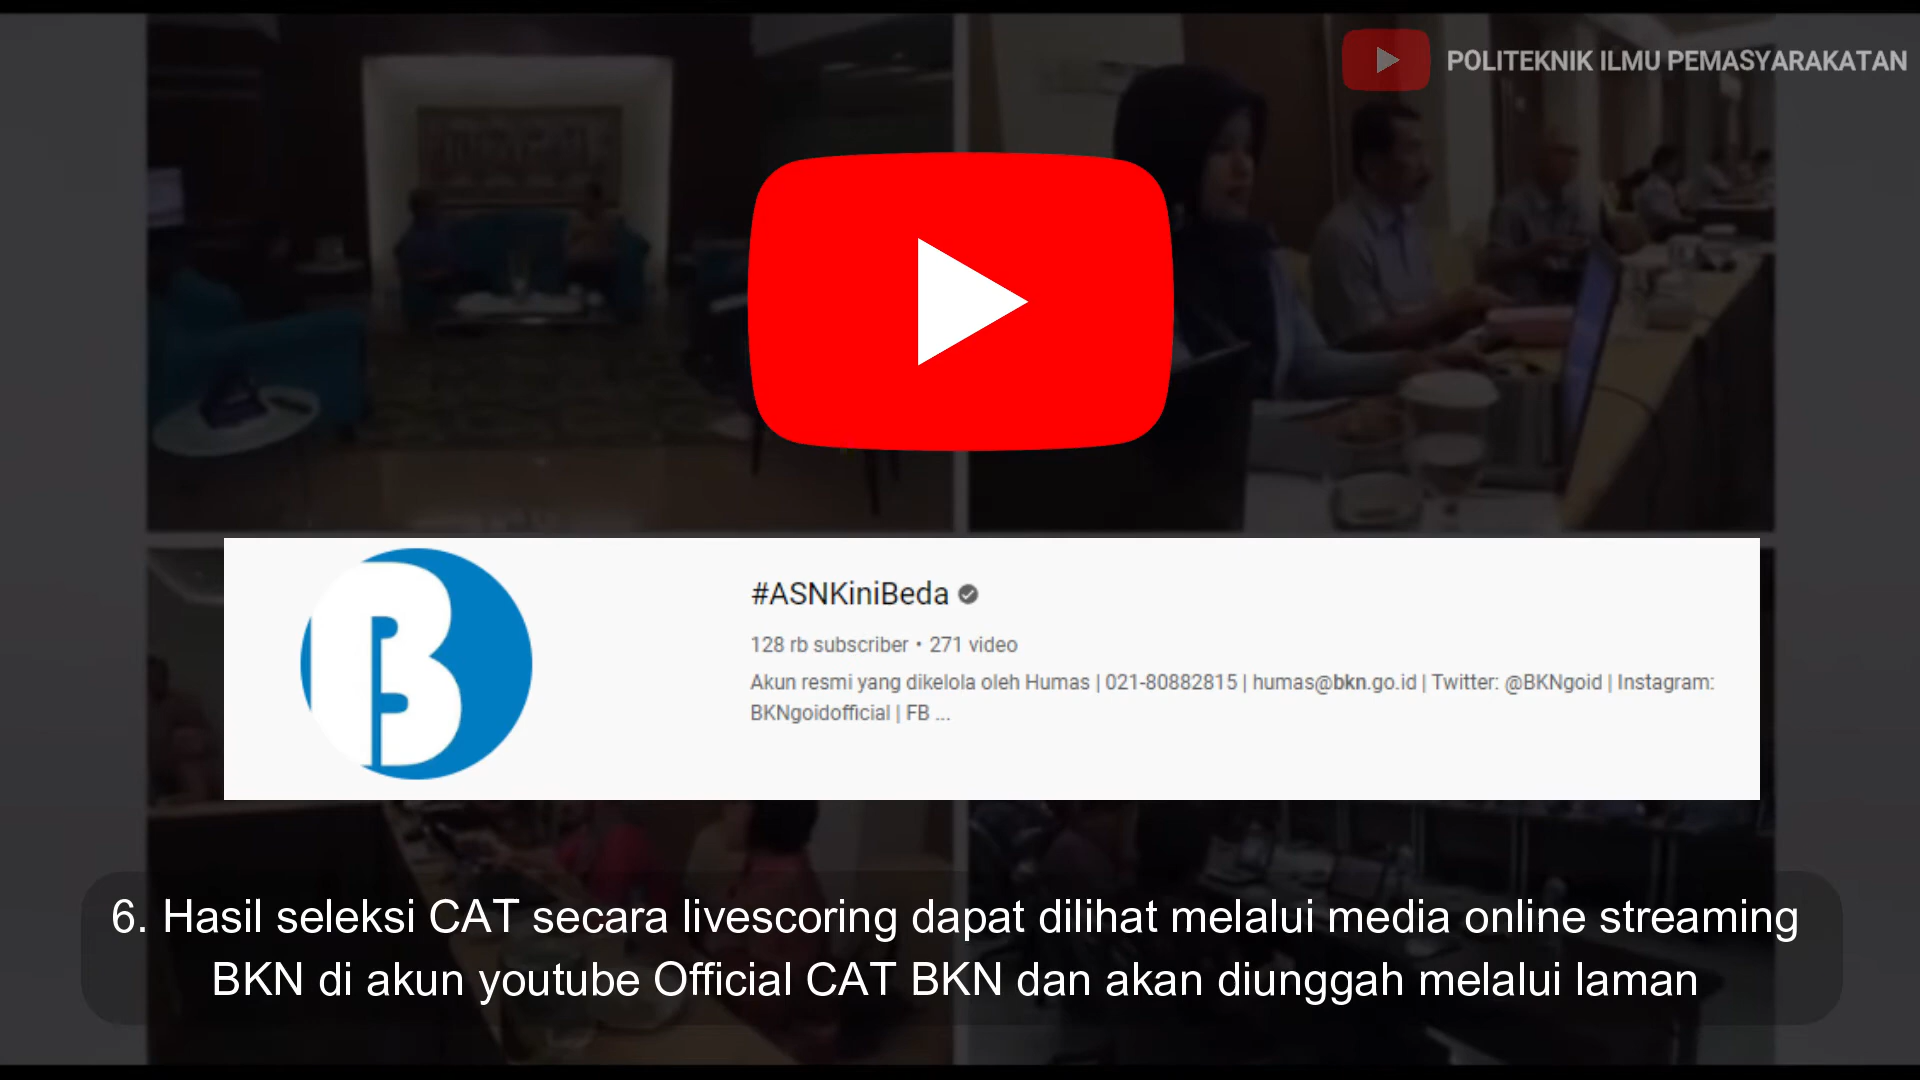 POLITEKNIK ILMU PEMASYARAKATAN
#ASNKiniBeda
128 rb subscriber • 271 video
Akun resmi yang dikelola oleh Humas | 021-80882815 | humas@bkn.go.id | Twitter: @BKNgoid | Instagram:
BKNgoidofficial | FB ...
6. Hasil seleksi CAT secara livescoring dapat dilihat melalui media online streaming
BKN di akun youtube Official CAT BKN dan akan diunggah melalui laman